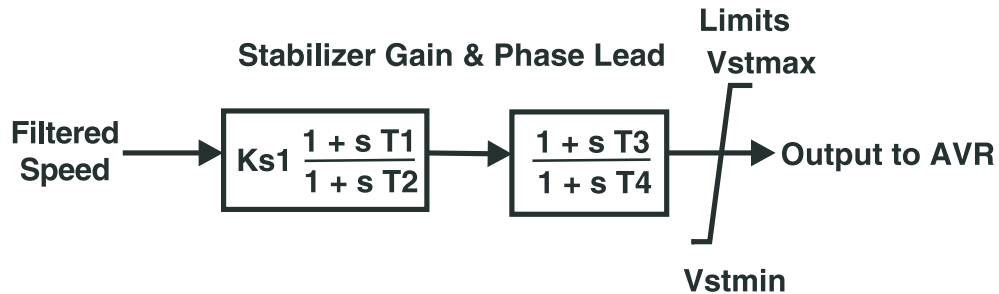 Limits
Stabilizer Gain & Phase Lead
Vstmax
Filtered
Speed
Ks1
1 + s T1
1 + s T2
1 + s T3
1 + s T4
Output to AVR
Vstmin